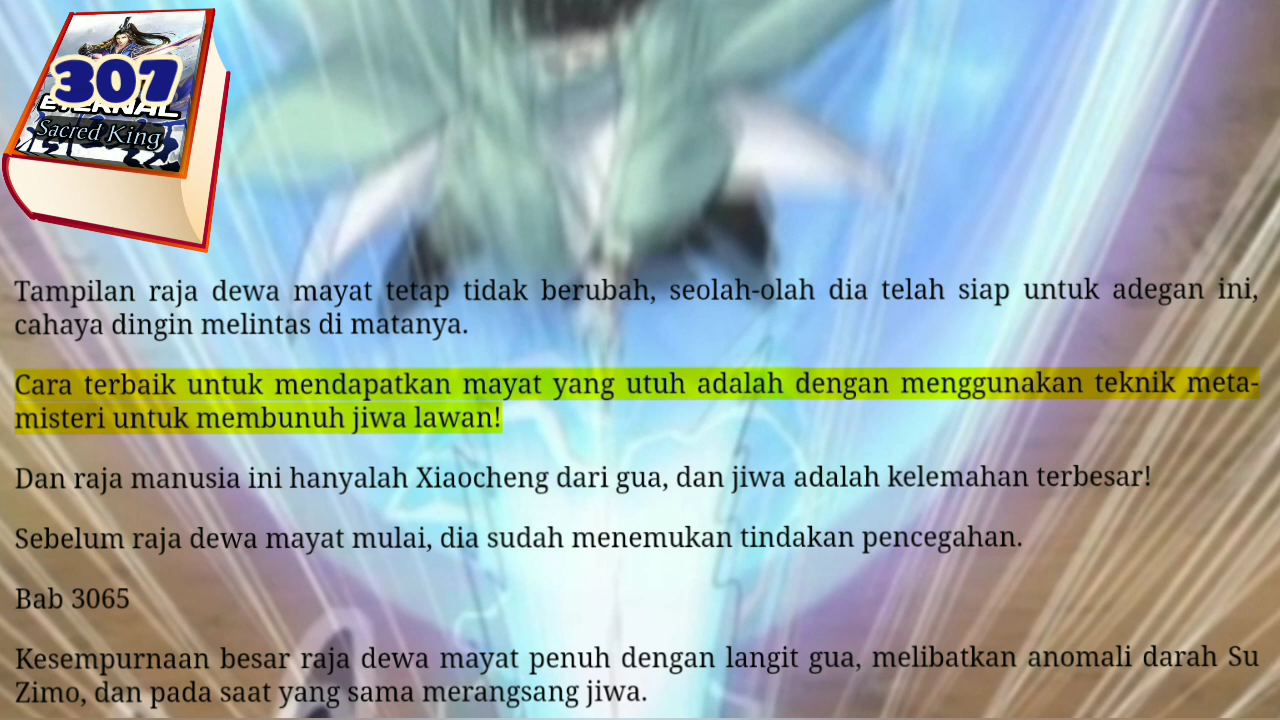 307
ETERNAL
Sacred King
Tampilan raja dewa mayat tetap tidak berubah, seolah-olah dia telah siap untuk adegan ini,
cahaya dingin melintas di matanya.
Cara terbaik untuk mendapatkan mayat yang utuh adalah dengan menggunakan teknik meta-
misteri untuk membunuh jiwa lawan!
Dan raja manusia ini hanyalah Xiaocheng dari gua, dan jiwa adalah kelemahan terbesar!
Sebelum raja dewa mayat mulai, dia sudah menemukan tindakan pencegahan.
Bab 3065
Kesempurnaan besar raja dewa mayat penuh dengan langit gua, melibatkan anomali darah Su
Zimo, dan pada saat yang sama merangsang jiwa.